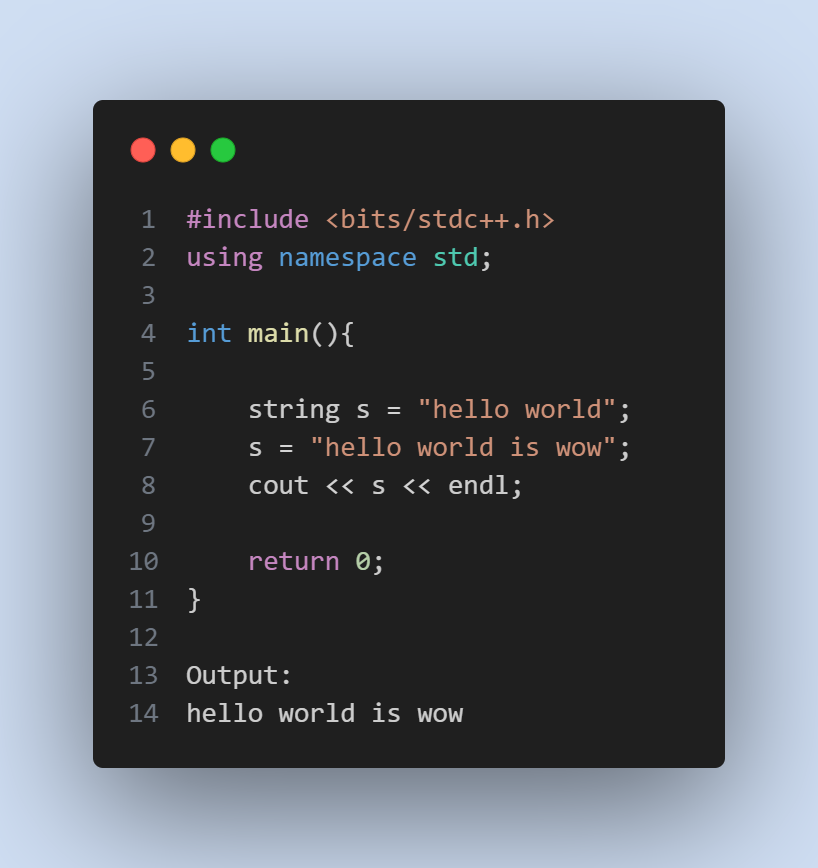 1 #include <bits/stdc++.h>
2 using namespace std;
3
4 int main(){
5
6     string s = "hello world";
7     s = "hello world is wow";
8     cout << s << endl;
9
10     return 0;
11 }
12
13 Output:
14 hello world is wow